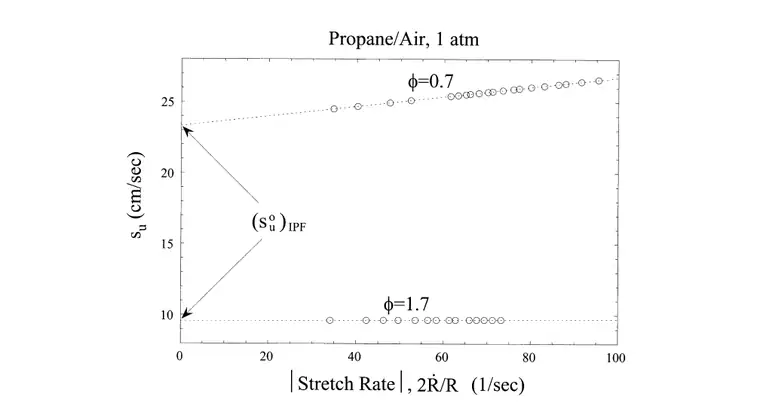 Propane/Air, 1 atm
ϕ=0.7
25
20
s_u (cm/sec)
(s_u^o)_IPF
15
ϕ=1.7
10
0 20 40 60 80 100
|Stretch Rate|, 2Ṙ/R (1/sec)